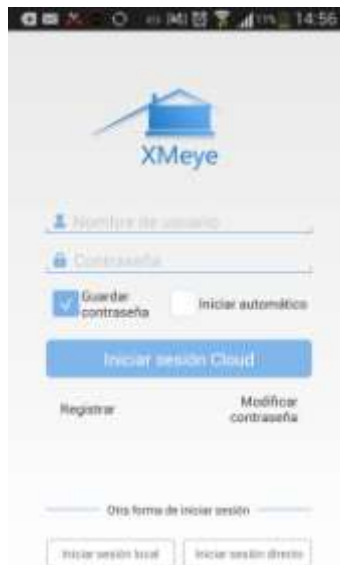 14:56
XMeye
Nombre de usuario
Contraseña
Guardar contraseña
Iniciar automático
Iniciar sesión Cloud
Registrar
Modificar contraseña
Otra forma de iniciar sesión
Iniciar sesión local
Iniciar sesión directo